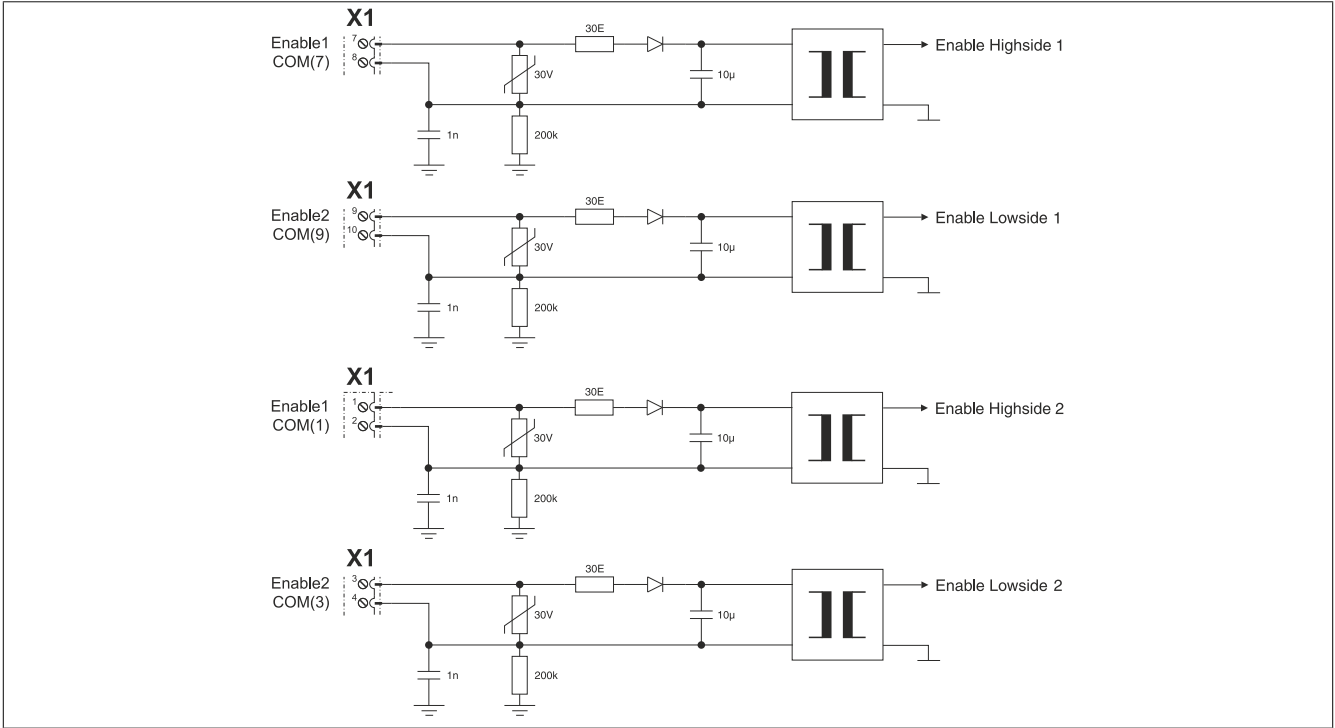 X1
30E
Enable1
7
COM(7)
8
30V
10µ
Enable Highside 1
1n
200k
X1
30E
Enable2
9
COM(9)
10
30V
10µ
Enable Lowside 1
1n
200k
X1
30E
Enable1
1
COM(1)
2
30V
10µ
Enable Highside 2
1n
200k
X1
30E
Enable2
3
COM(3)
4
30V
10µ
Enable Lowside 2
1n
200k